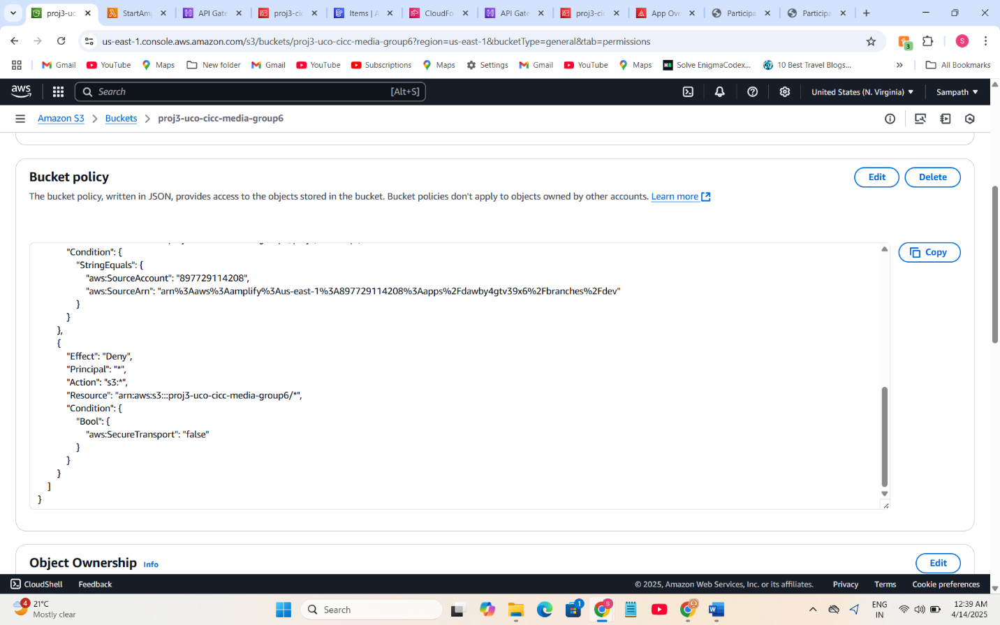 proj3-uc
StartAm
API Gate
proj3-cic
Items | A
CloudFo
API Gate
proj3-cic
App Ove
Participa
Participa
us-east-1.console.aws.amazon.com/s3/buckets/proj3-uco-cicc-media-group6?region=us-east-1&bucketType=general&tab=permissions
3
S
Gmail
YouTube
Maps
New folder
Gmail
YouTube
Subscriptions
Maps
Settings
Gmail
YouTube
Maps
Solve EnigmaCodex...
10 Best Travel Blogs...
All Bookmarks
aws
Search
[Alt+S]
United States (N. Virginia)
Sampath
Amazon S3
Buckets
proj3-uco-cicc-media-group6
Bucket policy
Edit
Delete
The bucket policy, written in JSON, provides access to the objects stored in the bucket. Bucket policies don't apply to objects owned by other accounts. Learn more
Copy
"Condition": {
"StringEquals": {
"aws:SourceAccount": "897729114208",
"aws:SourceArn": "arn%3Aaws%3Aamplify%3Aus-east-1%3A897729114208%3Aapps%2Fdawby4gtv39x6%2Fbranches%2Fdev"
}
}
},
{
"Effect": "Deny",
"Principal": "*",
"Action": "s3:*",
"Resource": "arn:aws:s3:::proj3-uco-cicc-media-group6/*",
"Condition": {
"Bool": {
"aws:SecureTransport": "false"
}
}
}
]
}
Object Ownership Info
Edit
CloudShell
Feedback
© 2025, Amazon Web Services, Inc. or its affiliates.
Privacy
Terms
Cookie preferences
4
21°C
Mostly clear
Search
1
S
W
ENG
IN
12:39 AM
4/14/2025